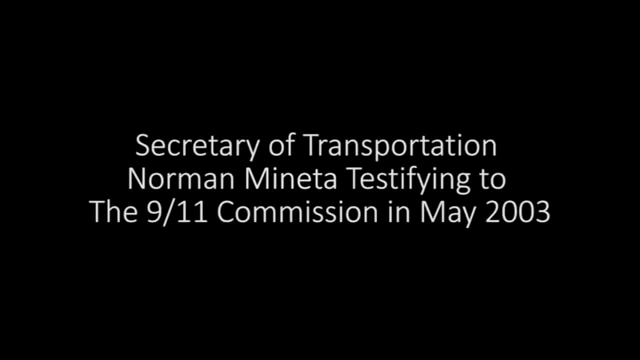 Secretary of Transportation
Norman Mineta Testifying to
The 9/11 Commission in May 2003